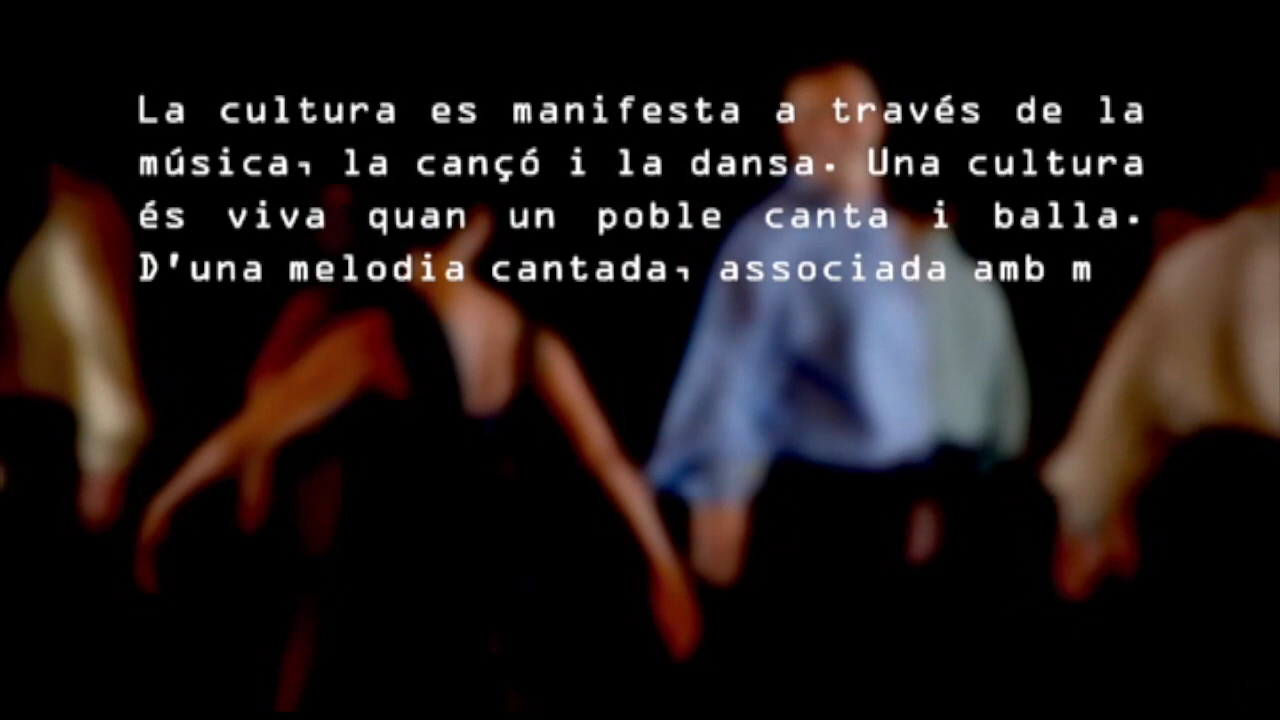 La cultura es manifesta a través de la
música, la cançó i la dansa. Una cultura
és viva quan un poble canta i balla.
D'una melodia cantada, associada amb m